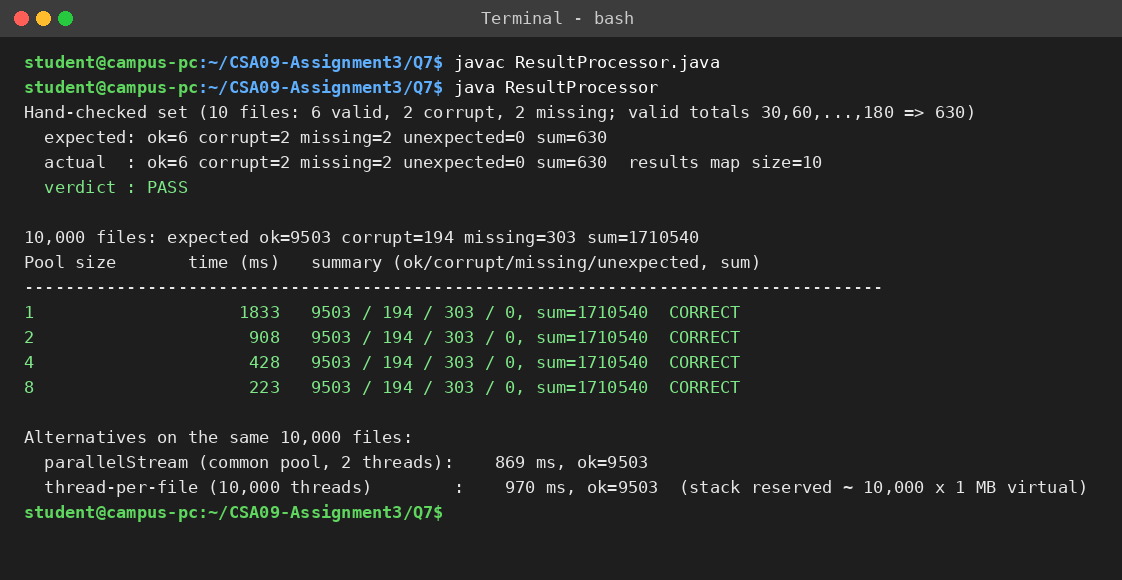 Terminal - bash
student@campus-pc:~/CSA09-Assignment3/Q7$ javac ResultProcessor.java
student@campus-pc:~/CSA09-Assignment3/Q7$ java ResultProcessor
Hand-checked set (10 files: 6 valid, 2 corrupt, 2 missing; valid totals 30,60,...,180 => 630)
  expected: ok=6 corrupt=2 missing=2 unexpected=0 sum=630
  actual  : ok=6 corrupt=2 missing=2 unexpected=0 sum=630  results map size=10
  verdict : PASS

10,000 files: expected ok=9503 corrupt=194 missing=303 sum=1710540
Pool size       time (ms)   summary (ok/corrupt/missing/unexpected, sum)
------------------------------------------------------------------------------------
1                    1833   9503 / 194 / 303 / 0, sum=1710540  CORRECT
2                     908   9503 / 194 / 303 / 0, sum=1710540  CORRECT
4                     428   9503 / 194 / 303 / 0, sum=1710540  CORRECT
8                     223   9503 / 194 / 303 / 0, sum=1710540  CORRECT

Alternatives on the same 10,000 files:
  parallelStream (common pool, 2 threads):    869 ms, ok=9503
  thread-per-file (10,000 threads)        :    970 ms, ok=9503  (stack reserved ~ 10,000 x 1 MB virtual)
student@campus-pc:~/CSA09-Assignment3/Q7$